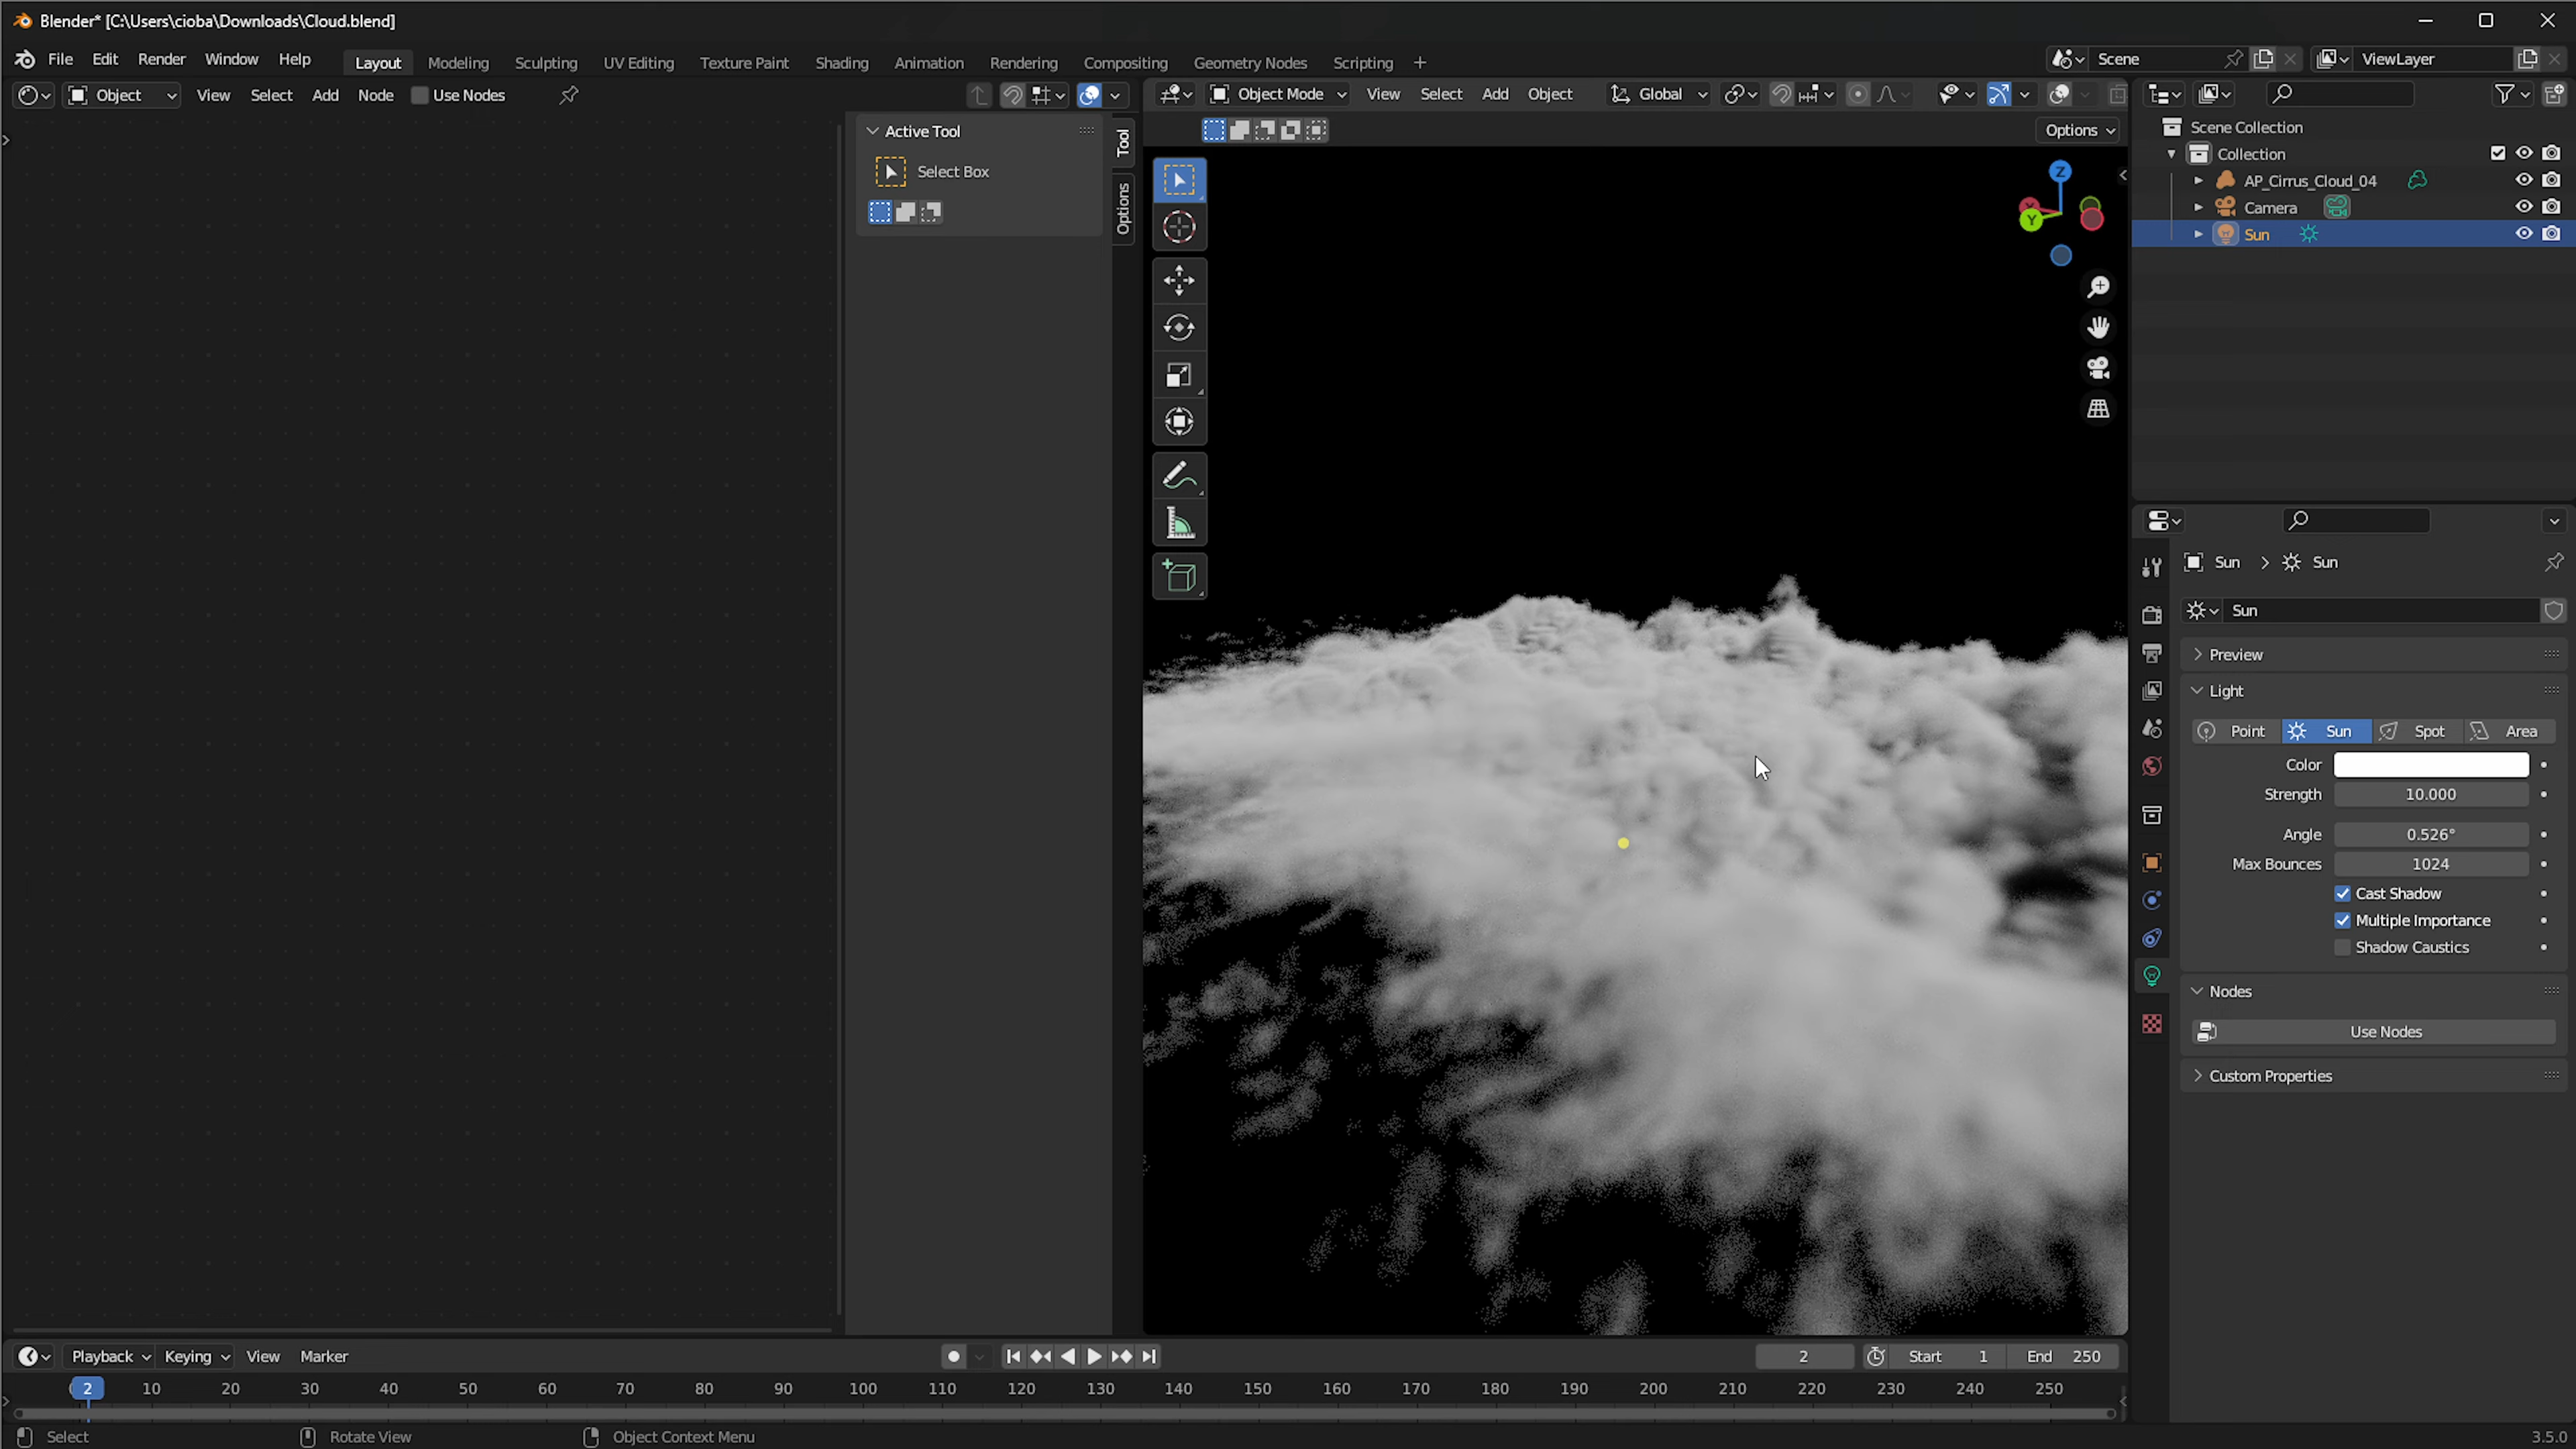 Blender* [C:\Users\cioba\Downloads\Cloud.blend]
File Edit Render Window Help Layout Modeling Sculpting UV Editing Texture Paint Shading Animation Rendering Compositing Geometry Nodes Scripting + Scene ViewLayer
Object View Select Add Node Use Nodes
Object Mode View Select Add Object Global
Options
Active Tool
Select Box
Tool
Options
Z
Y
Scene Collection
Collection
AP_Cirrus_Cloud_04
Camera
Sun
Sun > Sun
Sun
Preview
Light
Point Sun Spot Area
Color
Strength 10.000
Angle 0.526°
Max Bounces 1024
Cast Shadow
Multiple Importance
Shadow Caustics
Nodes
Use Nodes
Custom Properties
Playback Keying View Marker 2 Start 1 End 250
2 10 20 30 40 50 60 70 80 90 100 110 120 130 140 150 160 170 180 190 200 210 220 230 240 250
Select Rotate View Object Context Menu 3.5.0